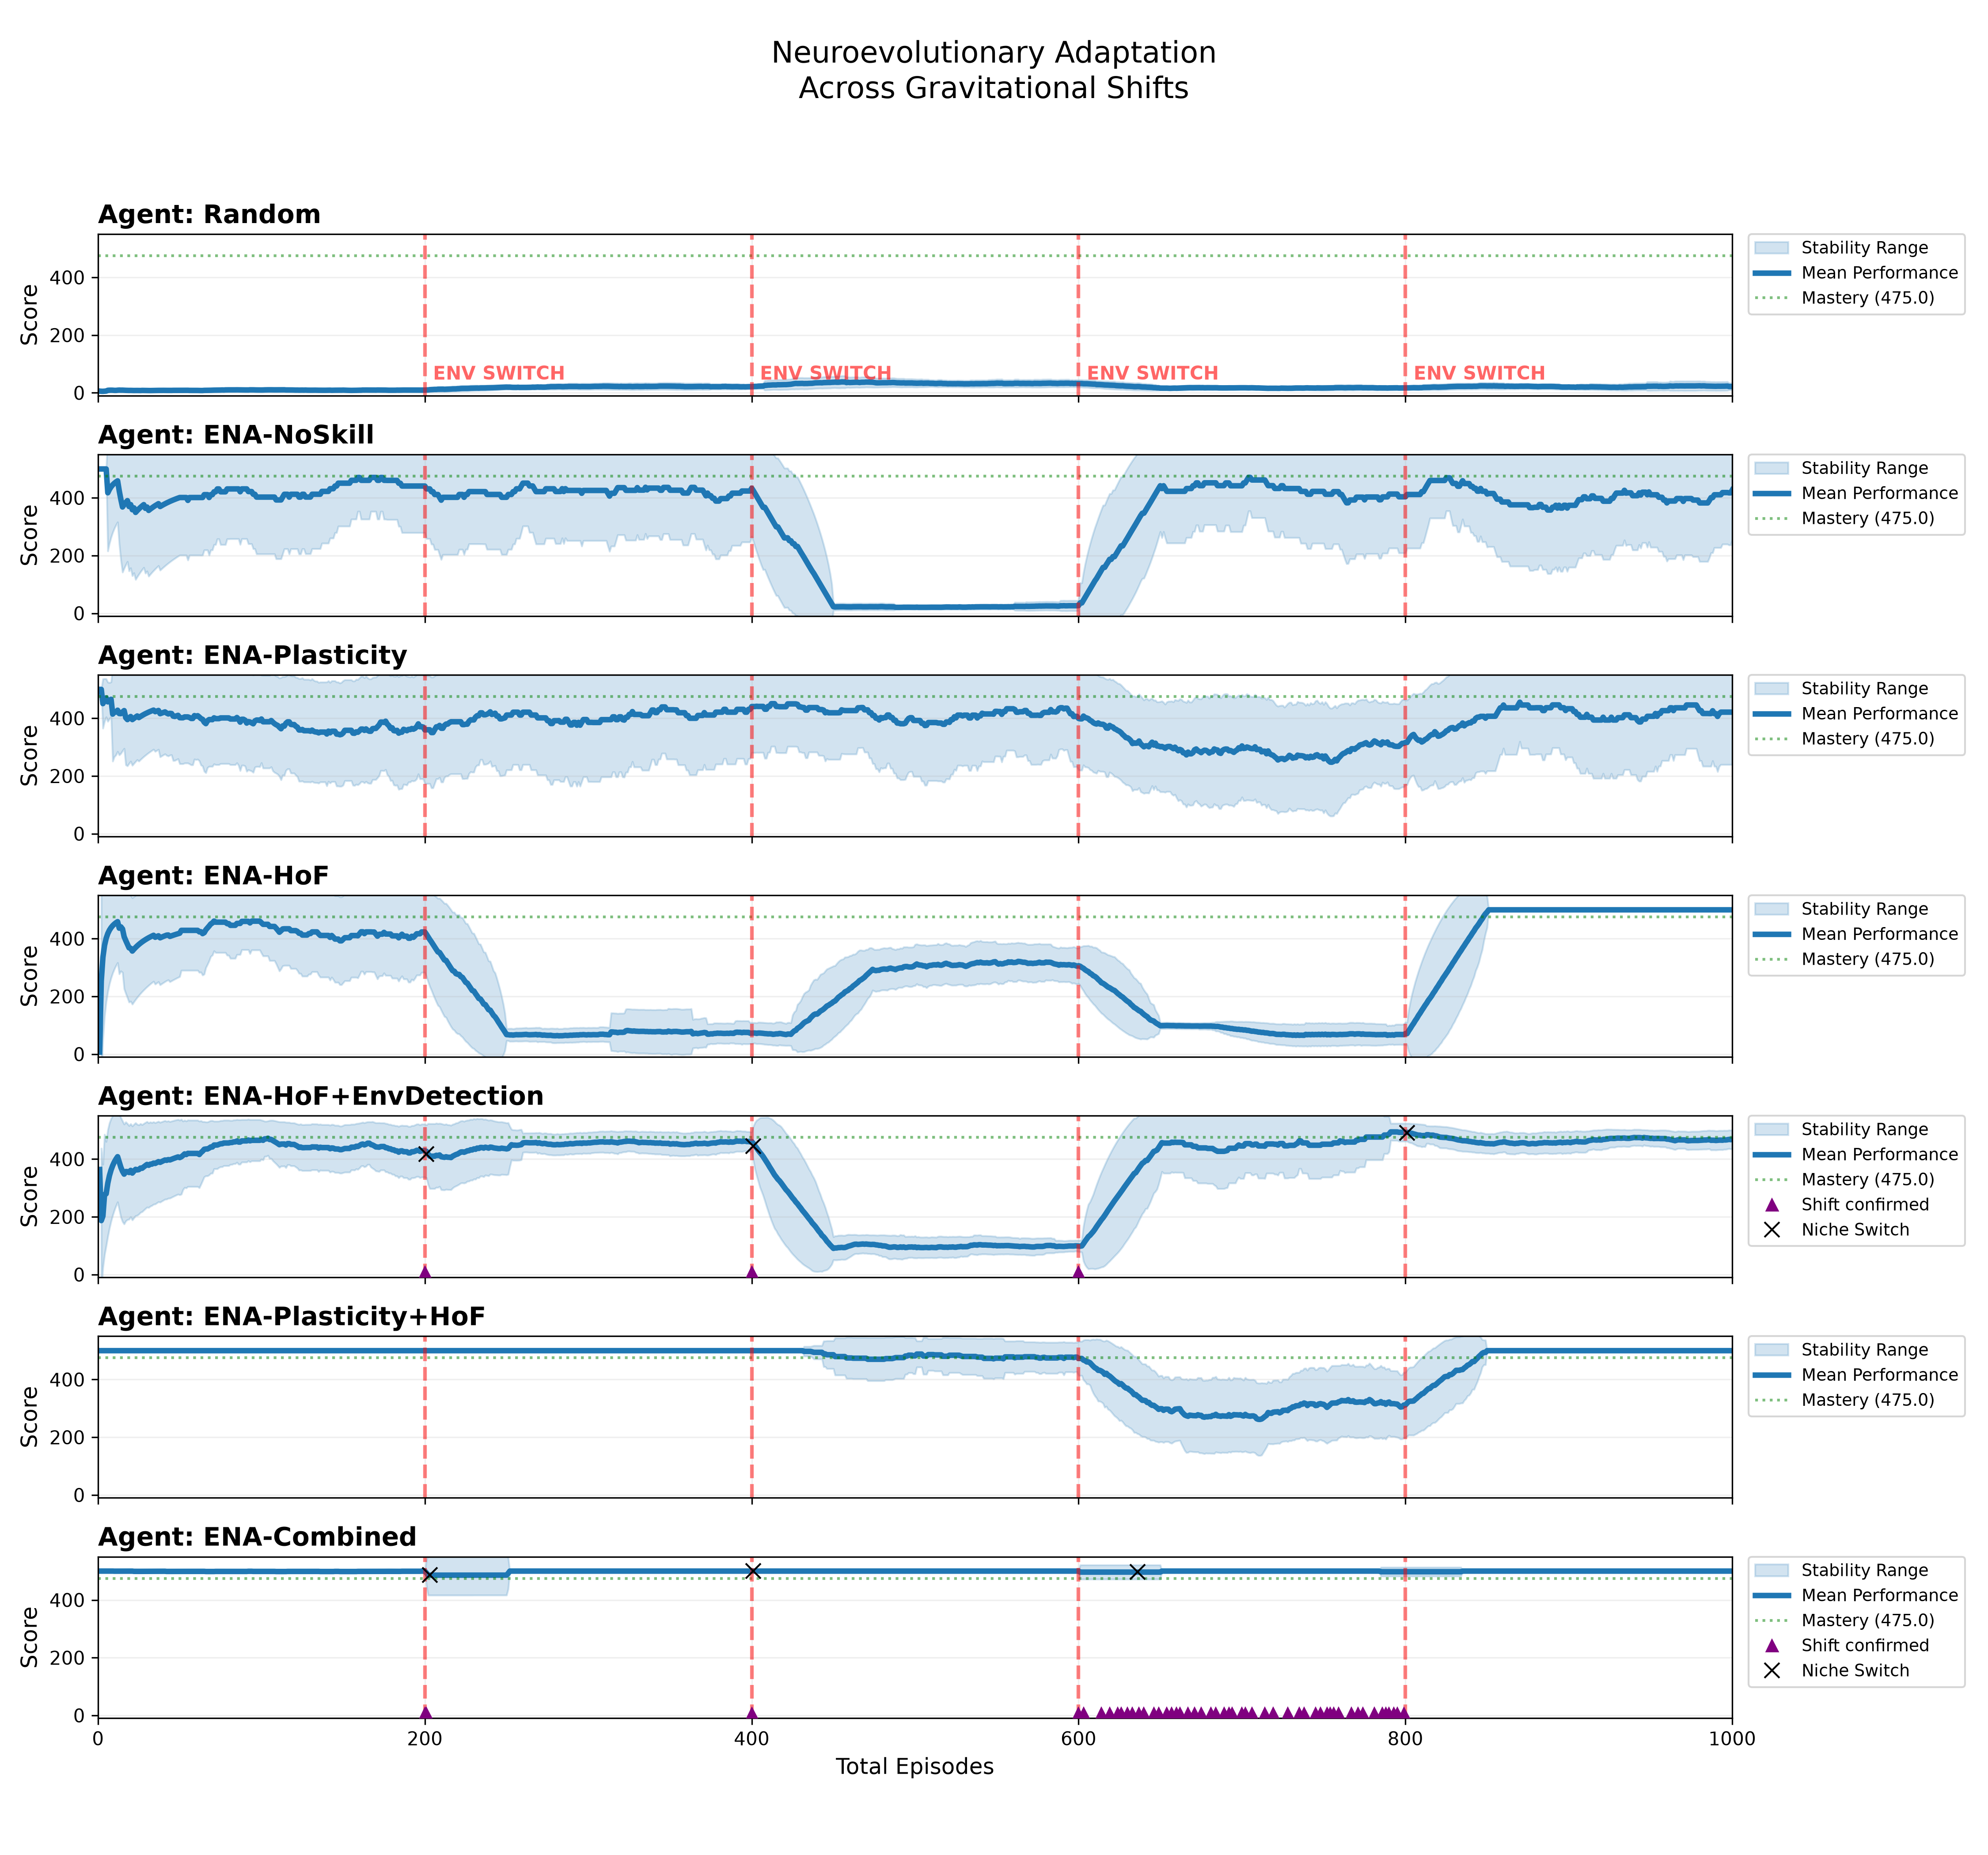 Neuroevolutionary Adaptation
Across Gravitational Shifts
Agent: Random
Score
400
200
0
ENV SWITCH
ENV SWITCH
ENV SWITCH
ENV SWITCH
Stability Range
Mean Performance
Mastery (475.0)
Agent: ENA-NoSkill
Score
400
200
0
Stability Range
Mean Performance
Mastery (475.0)
Agent: ENA-Plasticity
Score
400
200
0
Stability Range
Mean Performance
Mastery (475.0)
Agent: ENA-HoF
Score
400
200
0
Stability Range
Mean Performance
Mastery (475.0)
Agent: ENA-HoF+EnvDetection
Score
400
200
0
Stability Range
Mean Performance
Mastery (475.0)
Shift confirmed
Niche Switch
Agent: ENA-Plasticity+HoF
Score
400
200
0
Stability Range
Mean Performance
Mastery (475.0)
Agent: ENA-Combined
Score
400
200
0
Stability Range
Mean Performance
Mastery (475.0)
Shift confirmed
Niche Switch
0 200 400 600 800 1000
Total Episodes